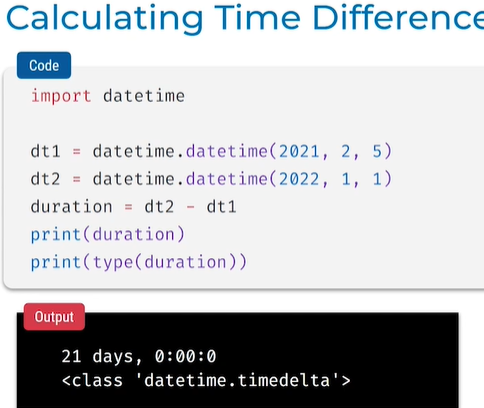 Calculating Time Difference
Code
import datetime
dt1 = datetime.datetime(2021, 2, 5)
dt2 = datetime.datetime(2022, 1, 1)
duration = dt2 - dt1
print(duration)
print(type(duration))
Output
21 days, 0:00:0
<class 'datetime.timedelta'>